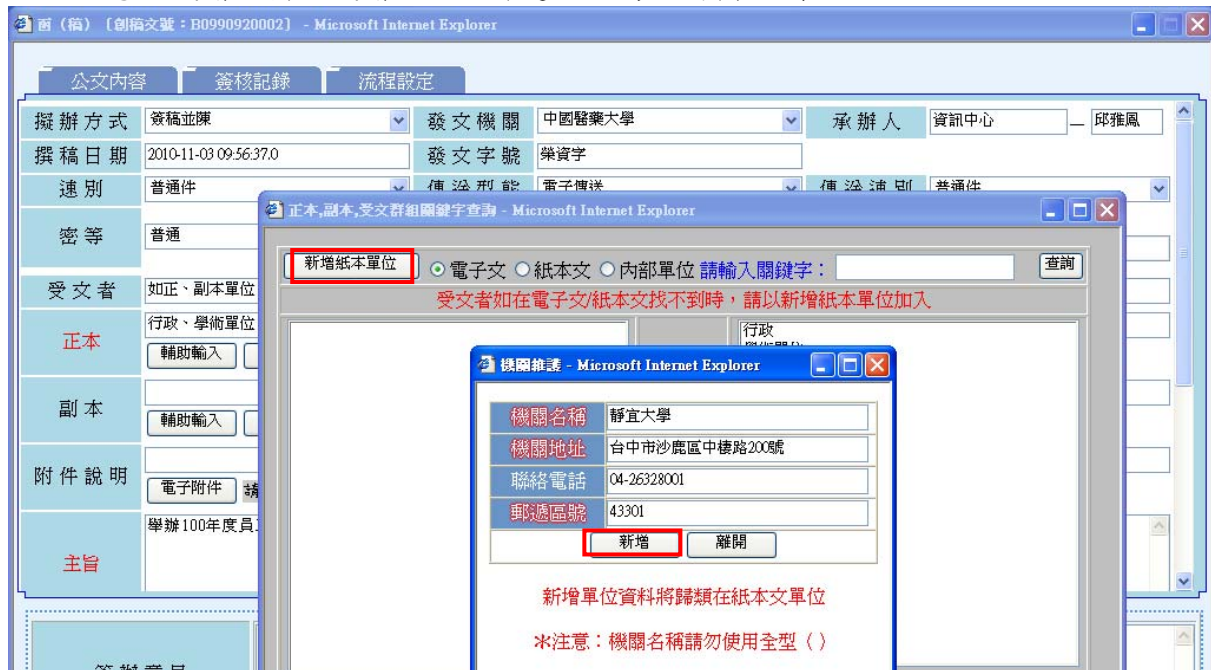 函（稿）〔創稿文號：B0990920002〕 - Microsoft Internet Explorer
公文內容 簽核記錄 流程設定
擬辦方式 簽稿並陳 發文機關 中國醫藥大學 承辦人 資訊中心 – 邱雅鳳
撰稿日期 2010-11-03 09:56:37.0 發文字號 榮資字
速別 普通件 傳送型態 電子傳送 傳送速別 普通件
正本,副本,受文群組關鍵字查詢 - Microsoft Internet Explorer
密等 普通
新增紙本單位 電子文 紙本文 內部單位 請輸入關鍵字： 查詢
受文者 如正、副本單位
受文者如在電子文/紙本文找不到時，請以新增紙本單位加入
正本 行政、學術單位
輔助輸入
行政
機關維護 - Microsoft Internet Explorer
副本
輔助輸入
機關名稱 靜宜大學
機關地址 台中市沙鹿區中棲路200號
聯絡電話 04-26328001
郵遞區號 43301
新增 離開
附件說明
電子附件 請
主旨 舉辦100年度員工
新增單位資料將歸類在紙本文單位
※注意：機關名稱請勿使用全型（）